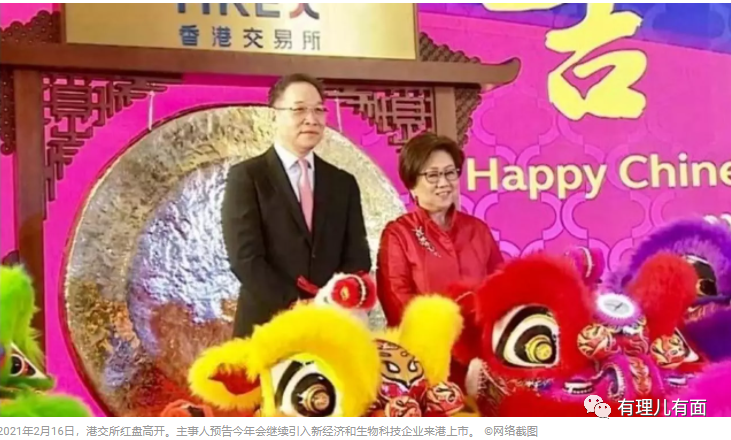 HKEX
香港交易所
吉
Happy Chine
有理儿有面
2021年2月16日，港交所红盘高开。主事人预告今年会继续引入新经济和生物科技企业来港上市。 ©网络截图